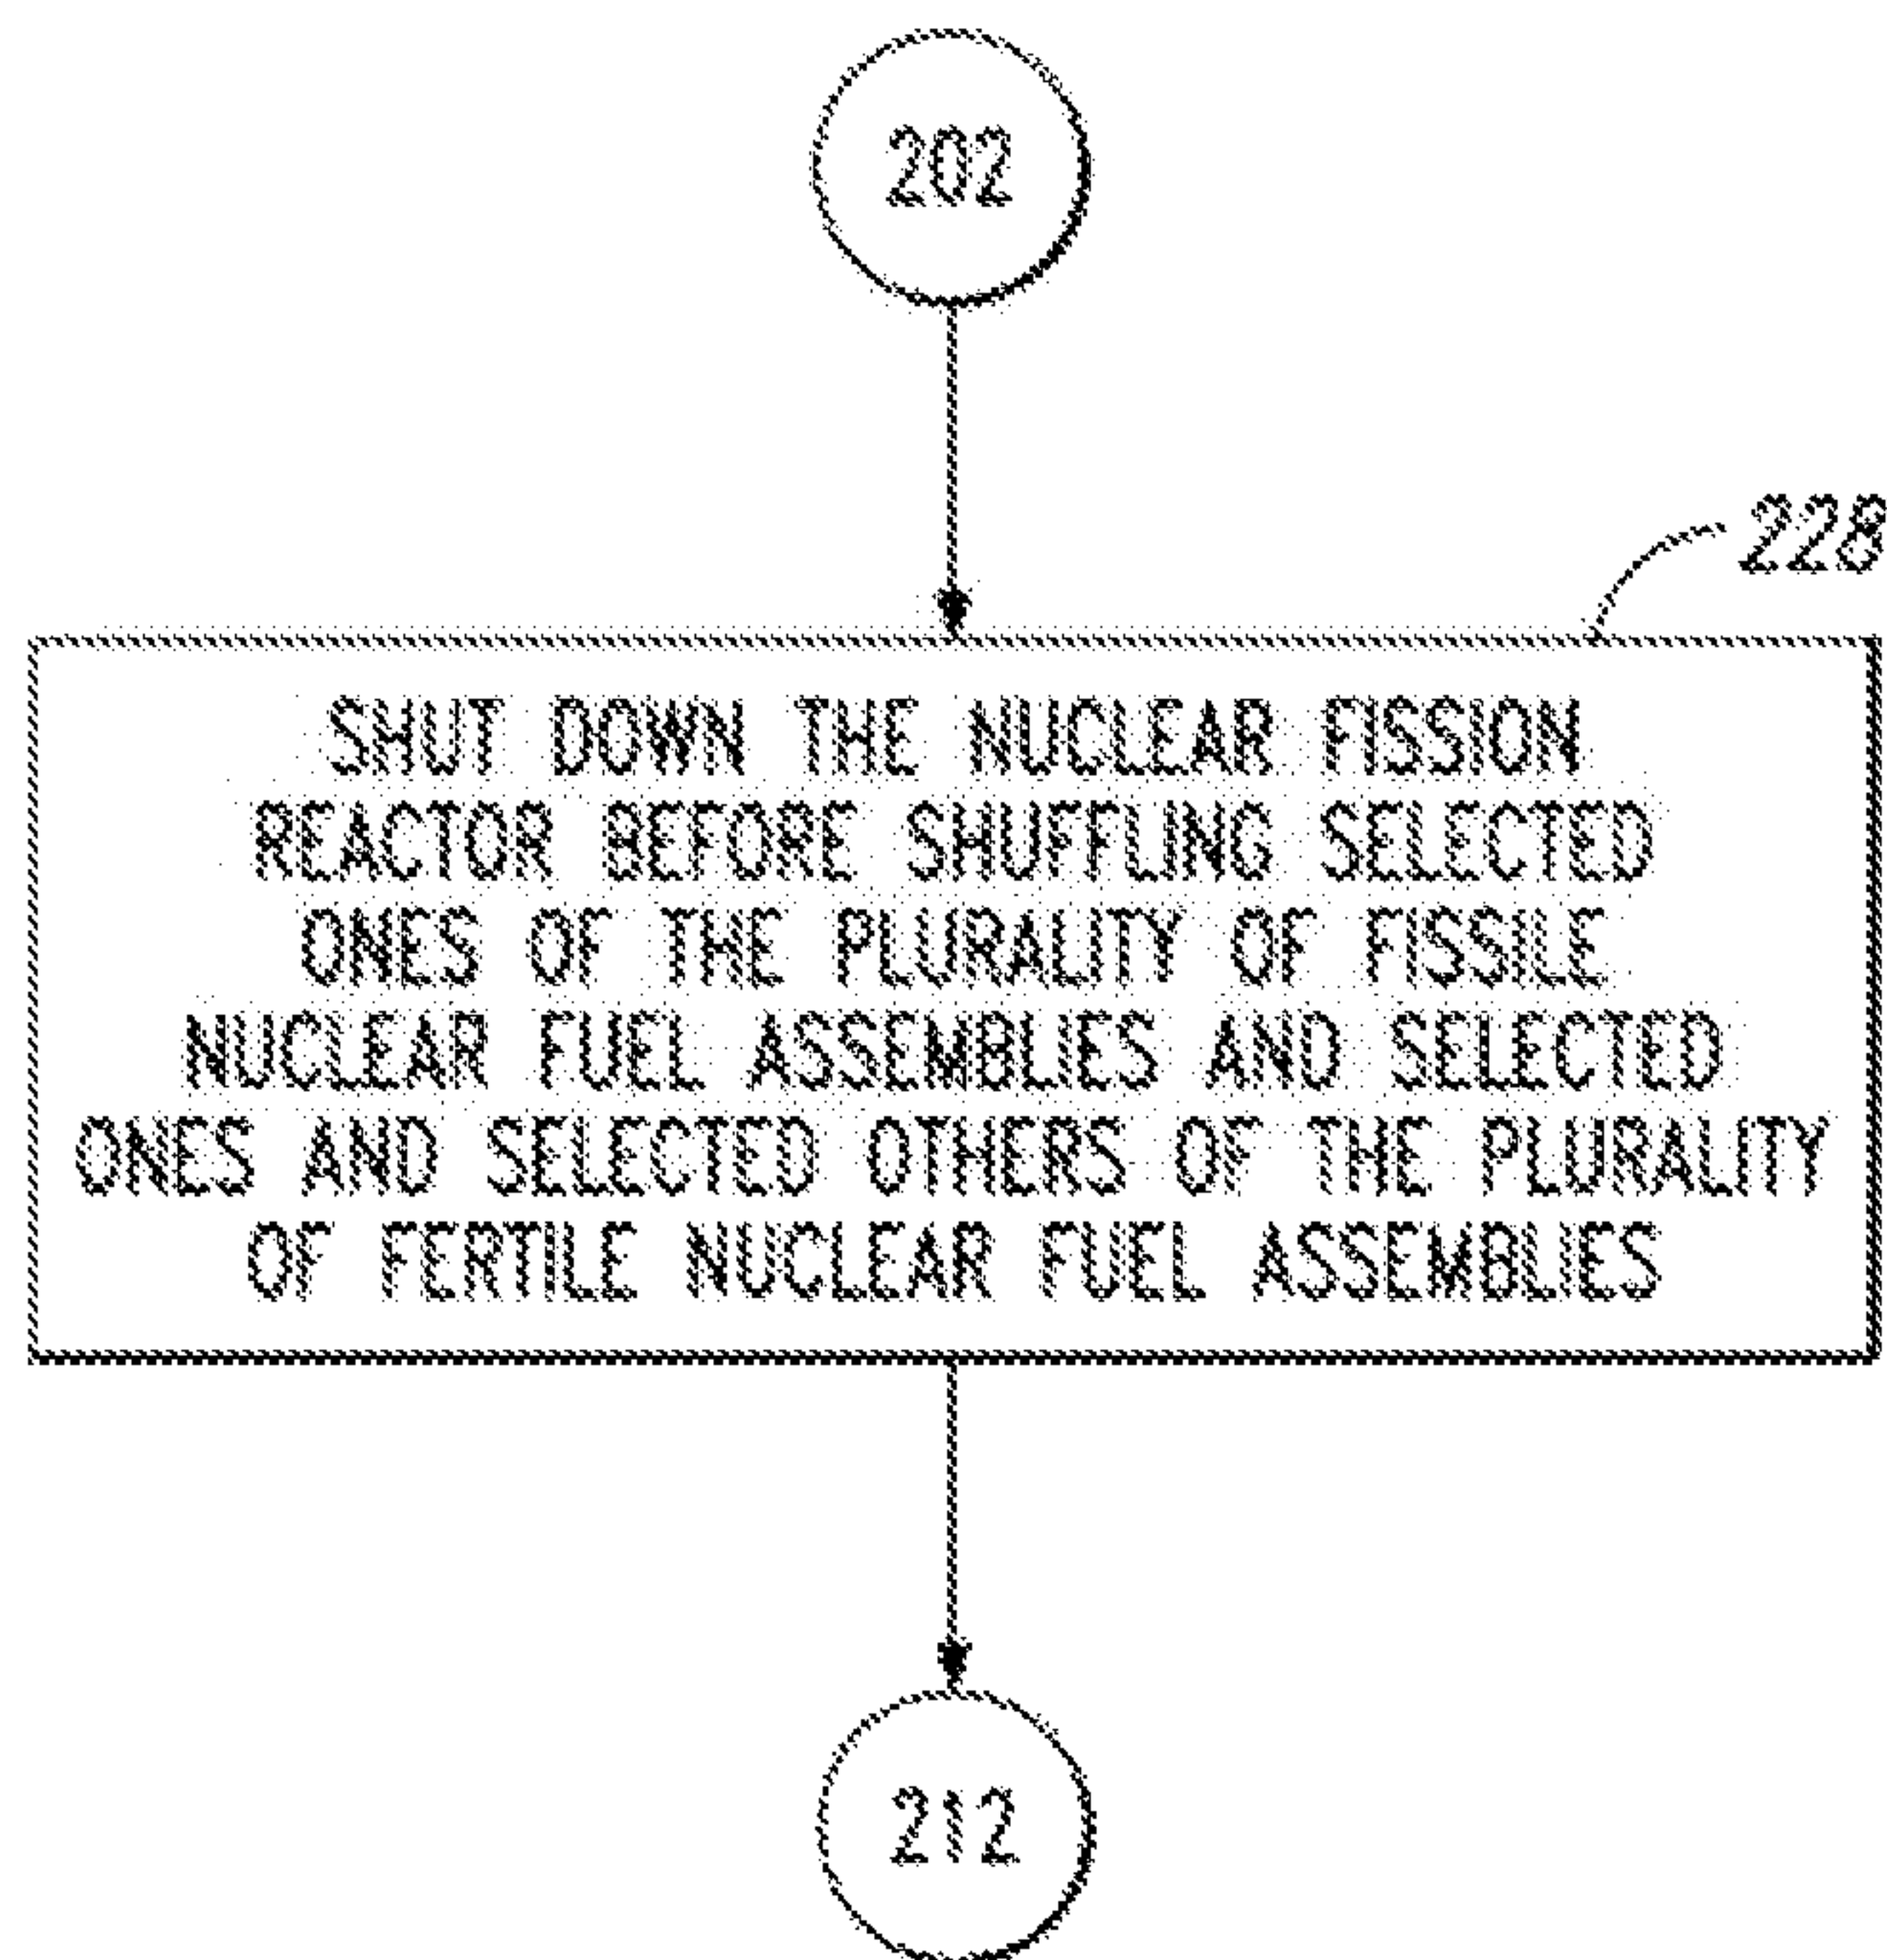 202
228
SHUT DOWN THE NUCLEAR FISSION
REACTOR BEFORE SHUFFLING SELECTED
ONES OF THE PLURALITY OF FISSILE
NUCLEAR FUEL ASSEMBLIES AND SELECTED
ONES AND SELECTED OTHERS OF THE PLURALITY
OF FERTILE NUCLEAR FUEL ASSEMBLIES
212